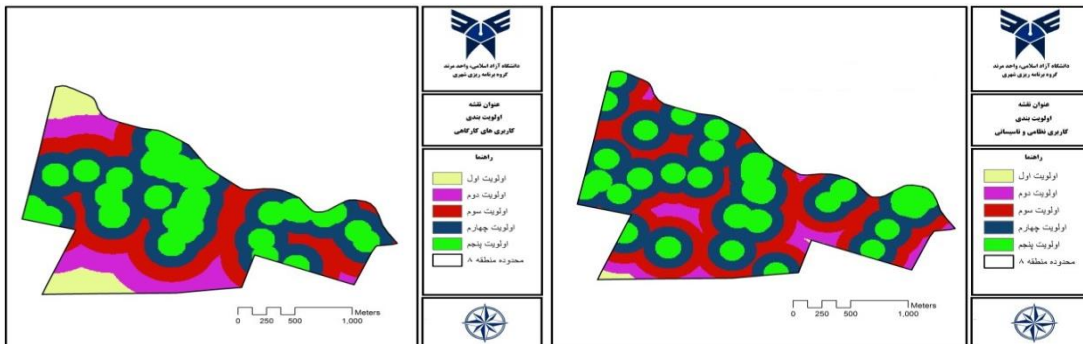 دانشگاه آزاد اسلامی، واحد مرند
گروه برنامه ریزی شهری
عنوان نقشه
اولویت بندی
کاربری های کارگاهی
راهنما
اولویت اول
اولویت دوم
اولویت سوم
اولویت چهارم
اولویت پنجم
محدوده منطقه ۸
0 250 500 1,000 Meters
دانشگاه آزاد اسلامی، واحد مرند
گروه برنامه ریزی شهری
عنوان نقشه
اولویت بندی
کاربری نظامی و تاسیساتی
راهنما
اولویت اول
اولویت دوم
اولویت سوم
اولویت چهارم
اولویت پنجم
محدوده منطقه ۸
0 250 500 1,000 Meters